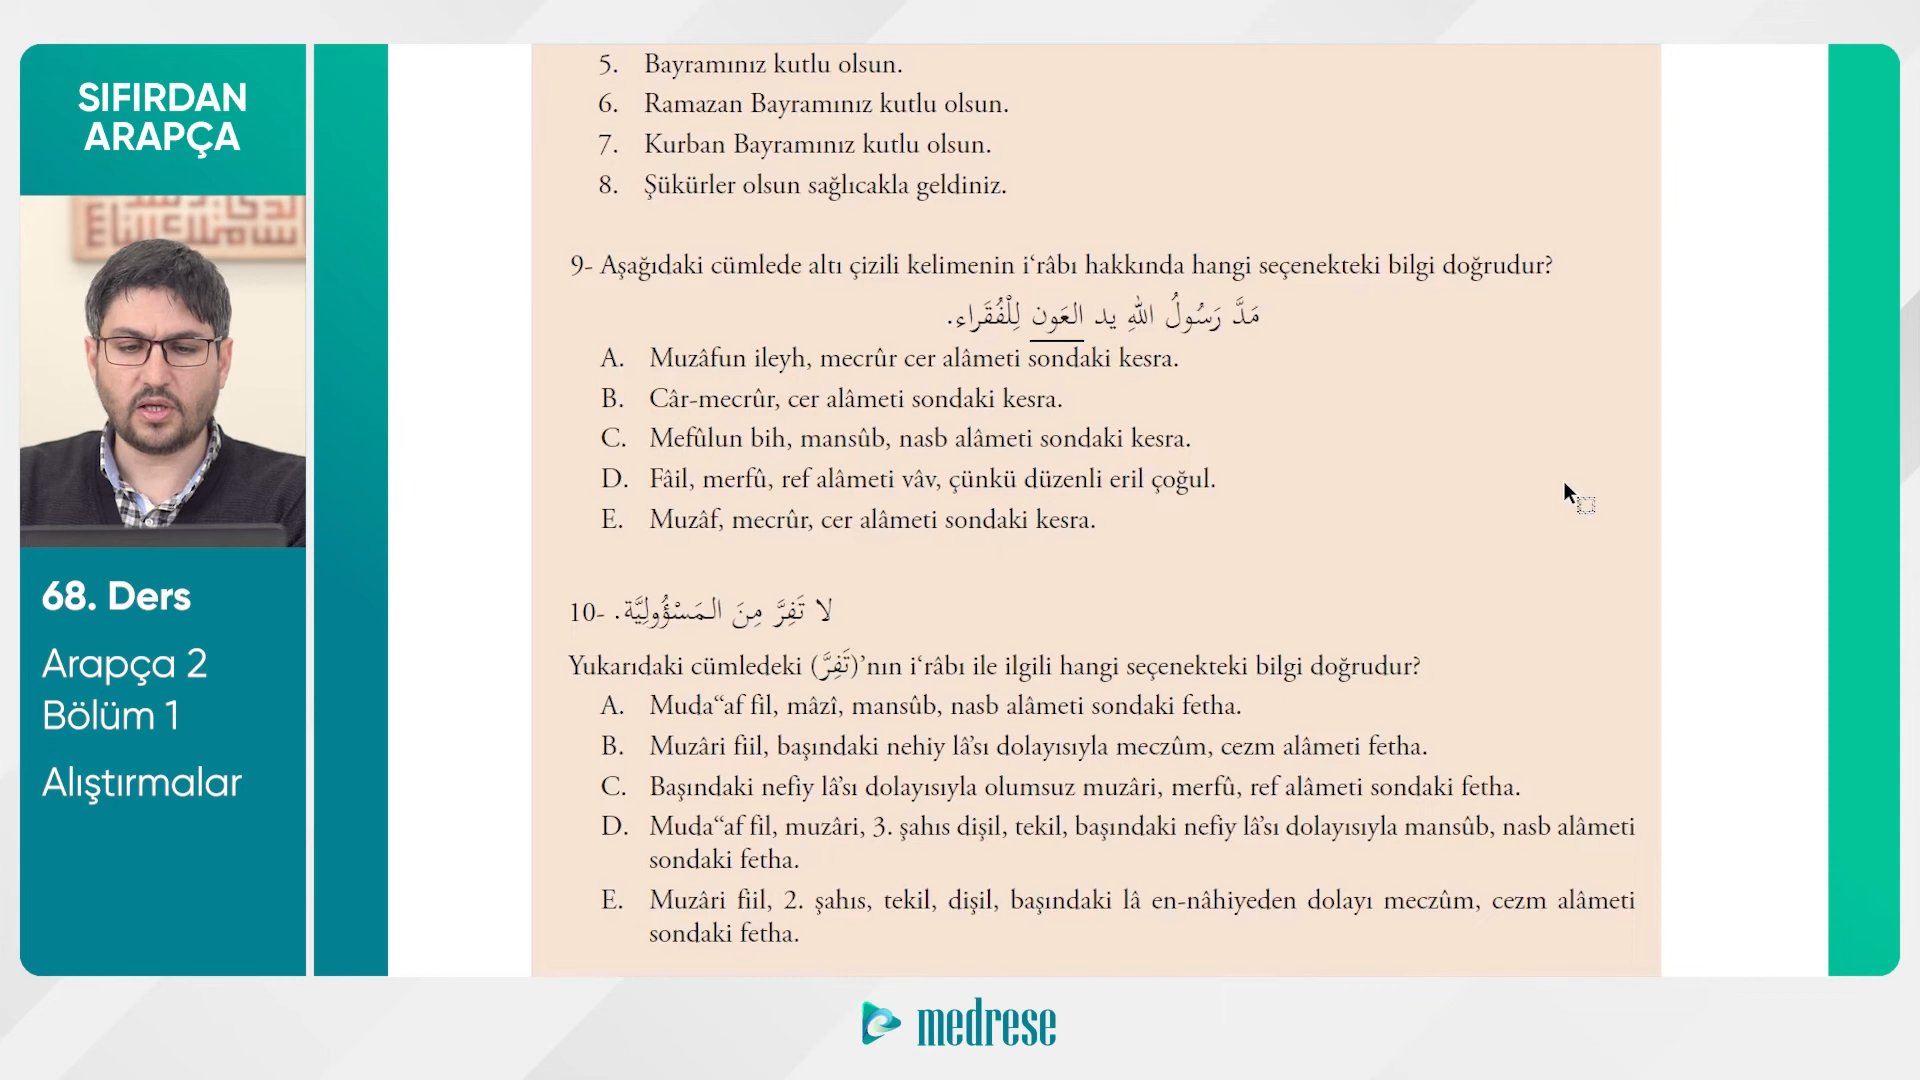 SIFIRDAN
ARAPÇA
68. Ders
Arapça 2
Bölüm 1
Alıştırmalar
5. Bayramınız kutlu olsun.
6. Ramazan Bayramınız kutlu olsun.
7. Kurban Bayramınız kutlu olsun.
8. Şükürler olsun sağlıcakla geldiniz.
9- Aşağıdaki cümlede altı çizili kelimenin i‘râbı hakkında hangi seçenekteki bilgi doğrudur?
مَدَّ رَسُولُ اللهِ يد العَون لِلْفُقَراء.
A. Muzâfun ileyh, mecrûr cer alâmeti sondaki kesra.
B. Câr-mecrûr, cer alâmeti sondaki kesra.
C. Mefûlun bih, mansûb, nasb alâmeti sondaki kesra.
D. Fâil, merfû, ref alâmeti vâv, çünkü düzenli eril çoğul.
E. Muzâf, mecrûr, cer alâmeti sondaki kesra.
10- لا تَفِرَّ مِنَ المَسْؤُولِيَّة.
Yukarıdaki cümledeki (تَفِرَّ)’nın i‘râbı ile ilgili hangi seçenekteki bilgi doğrudur?
A. Muda“af fil, mâzî, mansûb, nasb alâmeti sondaki fetha.
B. Muzâri fiil, başındaki nehiy lâ’sı dolayısıyla meczûm, cezm alâmeti fetha.
C. Başındaki nefiy lâ’sı dolayısıyla olumsuz muzâri, merfû, ref alâmeti sondaki fetha.
D. Muda“af fil, muzâri, 3. şahıs dişil, tekil, başındaki nefiy lâ’sı dolayısıyla mansûb, nasb alâmeti
sondaki fetha.
E. Muzâri fiil, 2. şahıs, tekil, dişil, başındaki lâ en-nâhiyeden dolayı meczûm, cezm alâmeti
sondaki fetha.
medrese